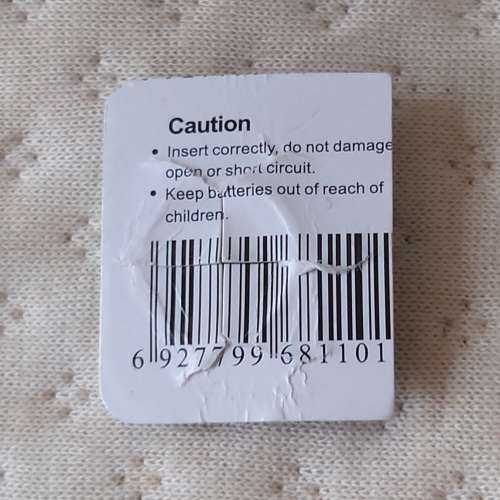 Caution
• Insert correctly, do not damage
open or short circuit.
• Keep batteries out of reach of
children.
6 927799 681101